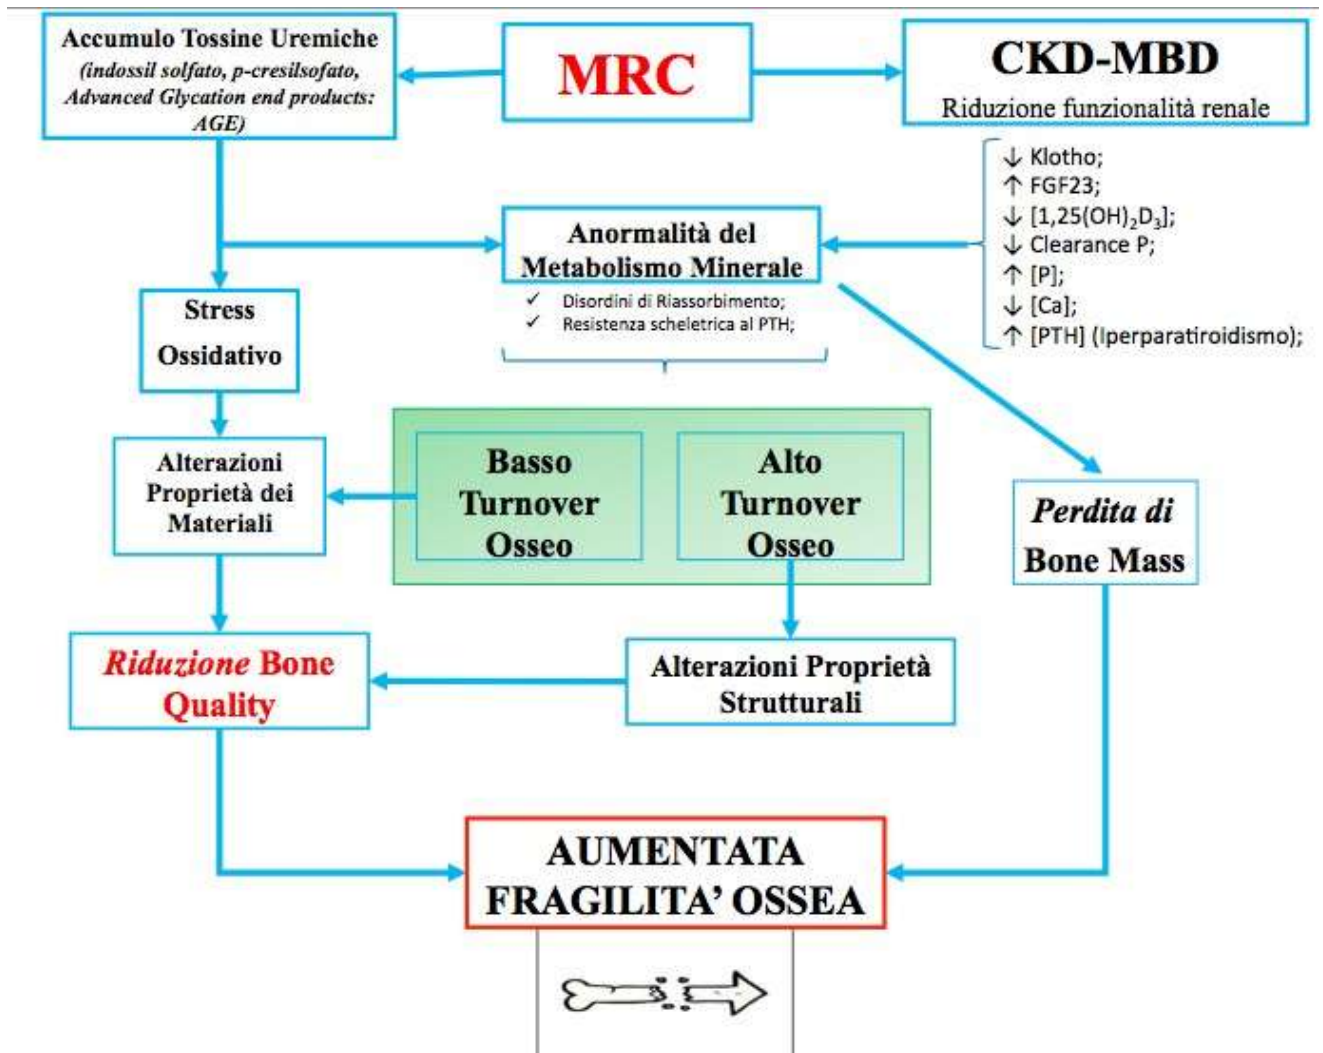 Accumulo Tossine Uremiche
(indossil solfato, p-cresilsofato,
Advanced Glycation end products:
AGE)
MRC
CKD-MBD
Riduzione funzionalità renale
↓ Klotho;
↑ FGF23;
↓ [1,25(OH)₂D₃];
↓ Clearance P;
↑ [P];
↓ [Ca];
↑ [PTH] (Iperparatiroidismo);
Anormalità del
Metabolismo Minerale
✓ Disordini di Riassorbimento;
✓ Resistenza scheletrica al PTH;
Stress
Ossidativo
Alterazioni
Proprietà dei
Materiali
Basso
Turnover
Osseo
Alto
Turnover
Osseo
Perdita di
Bone Mass
Riduzione Bone
Quality
Alterazioni Proprietà
Strutturali
AUMENTATA
FRAGILITA’ OSSEA